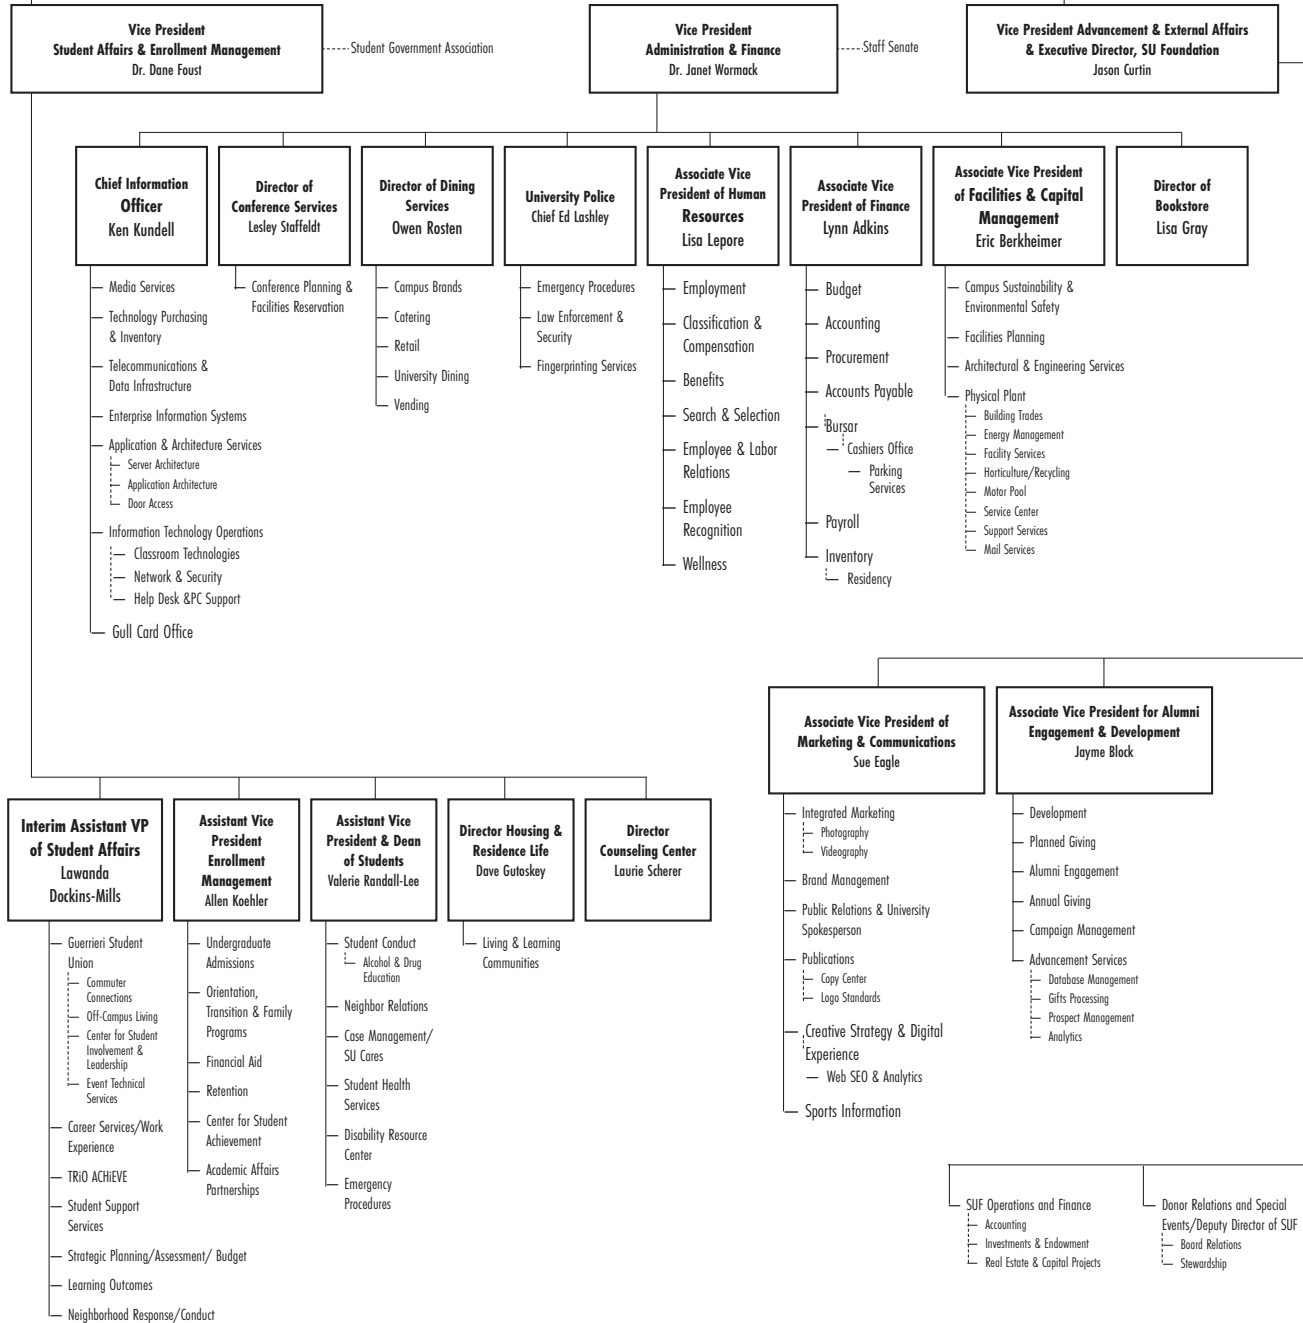 Vice President
Student Affairs & Enrollment Management
Dr. Dane Foust
Student Government Association
Vice President
Administration & Finance
Dr. Janet Wormack
Staff Senate
Vice President Advancement & External Affairs
& Executive Director, SU Foundation
Jason Curtin
Chief Information
Officer
Ken Kundell
Media Services
Technology Purchasing
& Inventory
Telecommunications &
Data Infrastructure
Enterprise Information Systems
Application & Architecture Services
Server Architecture
Application Architecture
Door Access
Information Technology Operations
Classroom Technologies
Network & Security
Help Desk &PC Support
Gull Card Office
Director of
Conference Services
Lesley Staffeldt
Conference Planning &
Facilities Reservation
Director of Dining
Services
Owen Rosten
Campus Brands
Catering
Retail
University Dining
Vending
University Police
Chief Ed Lashley
Emergency Procedures
Law Enforcement &
Security
Fingerprinting Services
Associate Vice
President of Human
Resources
Lisa Lepore
Employment
Classification &
Compensation
Benefits
Search & Selection
Employee & Labor
Relations
Employee
Recognition
Wellness
Associate Vice
President of Finance
Lynn Adkins
Budget
Accounting
Procurement
Accounts Payable
Bursar
Cashiers Office
Parking
Services
Payroll
Inventory
Residency
Associate Vice President
of Facilities & Capital
Management
Eric Berkheimer
Campus Sustainability &
Environmental Safety
Facilities Planning
Architectural & Engineering Services
Physical Plant
Building Trades
Energy Management
Facility Services
Horticulture/Recycling
Motor Pool
Service Center
Support Services
Mail Services
Director of
Bookstore
Lisa Gray
Associate Vice President of
Marketing & Communications
Sue Eagle
Integrated Marketing
Photography
Videography
Brand Management
Public Relations & University
Spokesperson
Publications
Copy Center
Logo Standards
Creative Strategy & Digital
Experience
Web SEO & Analytics
Sports Information
Associate Vice President for Alumni
Engagement & Development
Jayme Block
Development
Planned Giving
Alumni Engagement
Annual Giving
Campaign Management
Advancement Services
Database Management
Gifts Processing
Prospect Management
Analytics
Interim Assistant VP
of Student Affairs
Lawanda
Dockins-Mills
Guerrieri Student
Union
Commuter
Connections
Off-Campus Living
Center for Student
Involvement &
Leadership
Event Technical
Services
Career Services/Work
Experience
TRiO ACHiEVE
Student Support
Services
Strategic Planning/Assessment/ Budget
Learning Outcomes
Neighborhood Response/Conduct
Assistant Vice
President
Enrollment
Management
Allen Koehler
Undergraduate
Admissions
Orientation,
Transition & Family
Programs
Financial Aid
Retention
Center for Student
Achievement
Academic Affairs
Partnerships
Assistant Vice
President & Dean
of Students
Valerie Randall-Lee
Student Conduct
Alcohol & Drug
Education
Neighbor Relations
Case Management/
SU Cares
Student Health
Services
Disability Resource
Center
Emergency
Procedures
Director Housing &
Residence Life
Dave Gutoskey
Living & Learning
Communities
Director
Counseling Center
Laurie Scherer
SUF Operations and Finance
Accounting
Investments & Endowment
Real Estate & Capital Projects
Donor Relations and Special
Events/Deputy Director of SUF
Board Relations
Stewardship